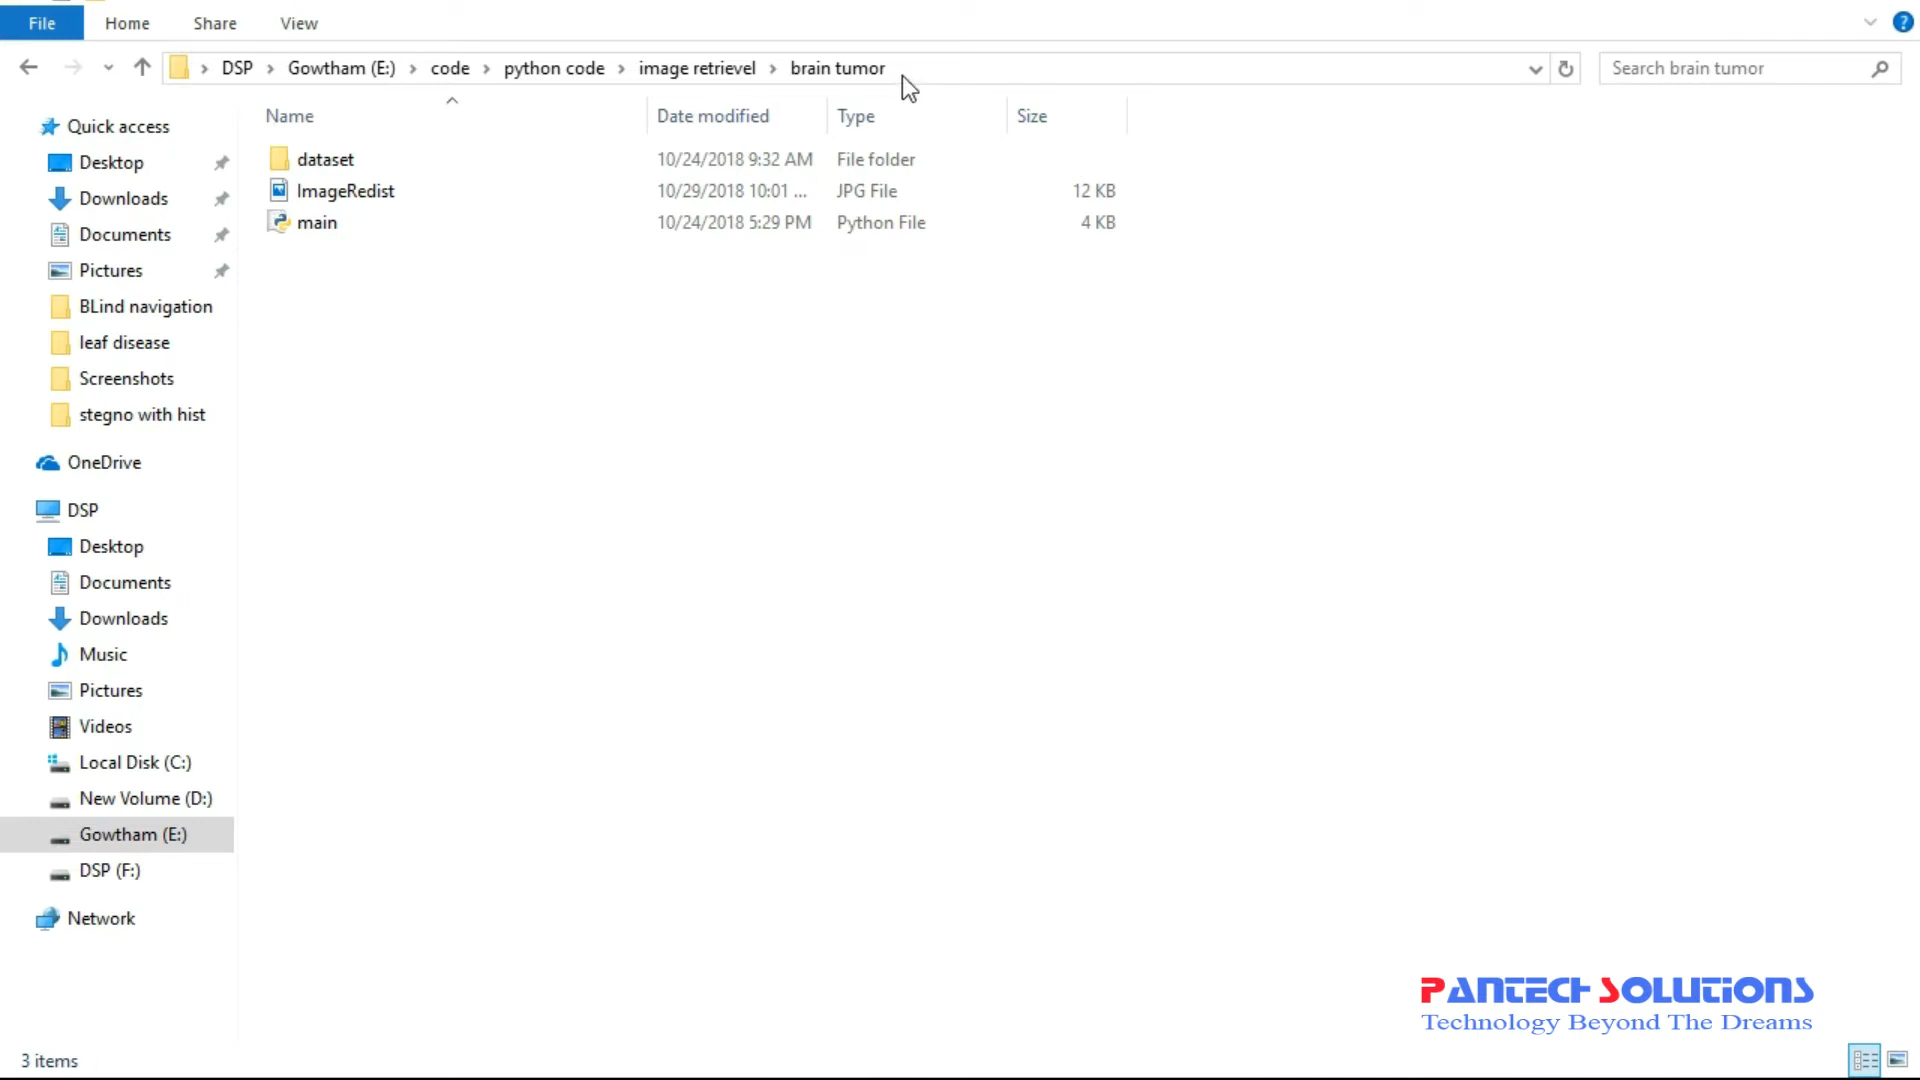 File Home Share View
DSP Gowtham (E:) code python code image retrievel brain tumor Search brain tumor
Name Date modified Type Size
dataset 10/24/2018 9:32 AM File folder
ImageRedist 10/29/2018 10:01 ... JPG File 12 KB
main 10/24/2018 5:29 PM Python File 4 KB
Quick access
Desktop
Downloads
Documents
Pictures
BLind navigation
leaf disease
Screenshots
stegno with hist
OneDrive
DSP
Desktop
Documents
Downloads
Music
Pictures
Videos
Local Disk (C:)
New Volume (D:)
Gowtham (E:)
DSP (F:)
Network
PANTECH SOLUTIONS
Technology Beyond The Dreams
3 items